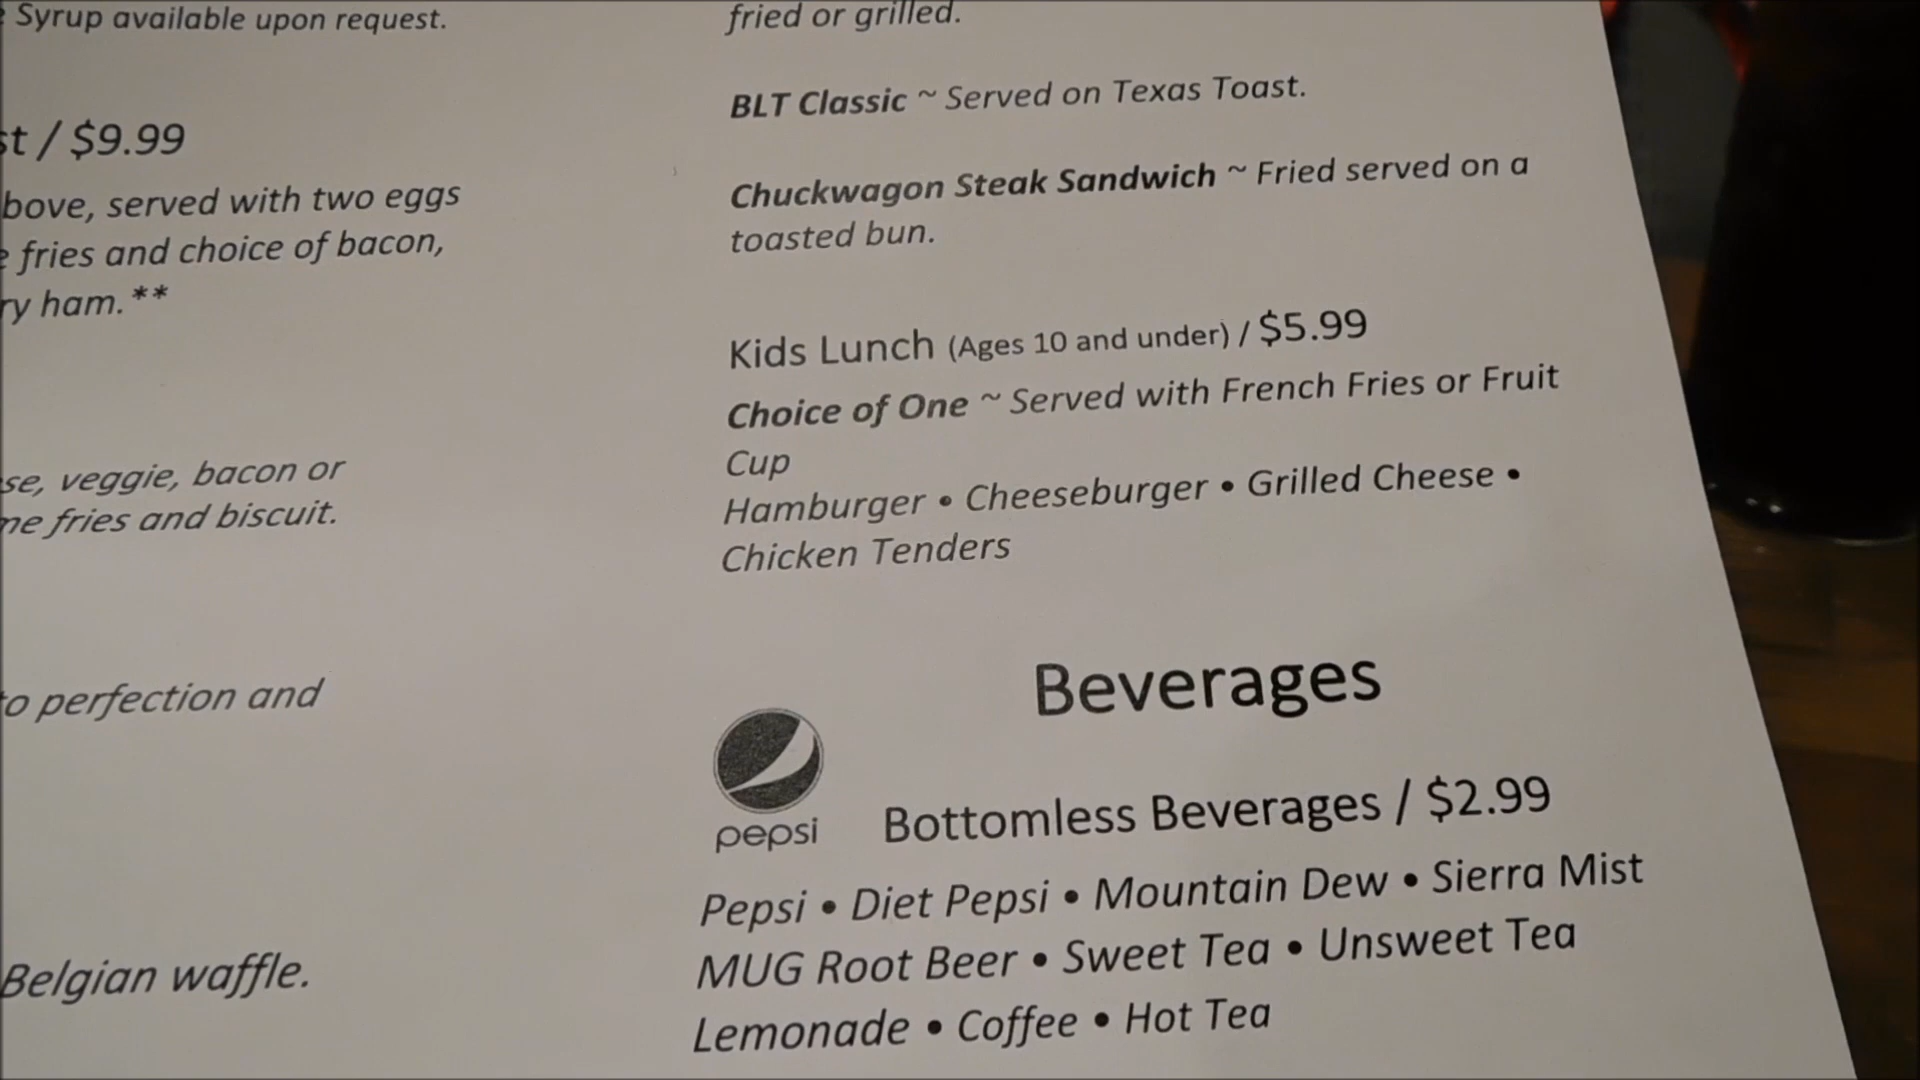 Syrup available upon request.
st / $9.99
bove, served with two eggs
e fries and choice of bacon,
ry ham.**
se, veggie, bacon or
me fries and biscuit.
to perfection and
Belgian waffle.
fried or grilled.
BLT Classic ~ Served on Texas Toast.
Chuckwagon Steak Sandwich ~ Fried served on a
toasted bun.
Kids Lunch (Ages 10 and under) / $5.99
Choice of One ~ Served with French Fries or Fruit
Cup
Hamburger • Cheeseburger • Grilled Cheese •
Chicken Tenders
Beverages
pepsi
Bottomless Beverages / $2.99
Pepsi • Diet Pepsi • Mountain Dew • Sierra Mist
MUG Root Beer • Sweet Tea • Unsweet Tea
Lemonade • Coffee • Hot Tea